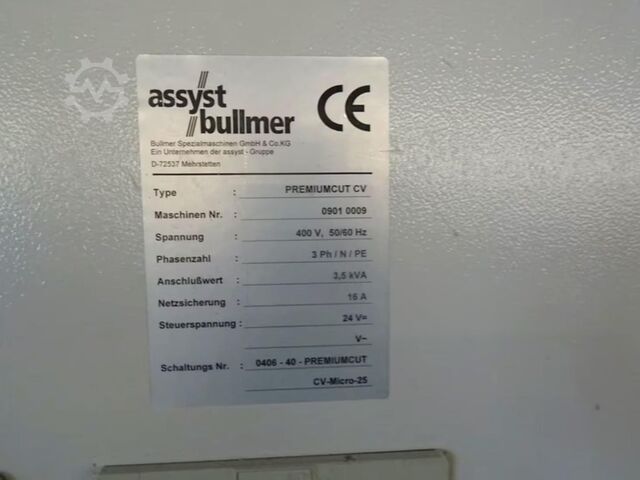 assyst
bullmer
CE
Bullmer Spezialmaschinen GmbH & Co.KG
Ein Unternehmen der assyst - Gruppe
D-72537 Mehrstetten
Type : PREMIUMCUT CV
Maschinen Nr. : 0901 0009
Spannung : 400 V, 50/60 Hz
Phasenzahl : 3 Ph / N / PE
Anschlußwert : 3,5 kVA
Netzsicherung : 16 A
Steuerspannung : 24 V=
V~
Schaltungs Nr. : 0406 - 40 - PREMIUMCUT
CV-Micro-25